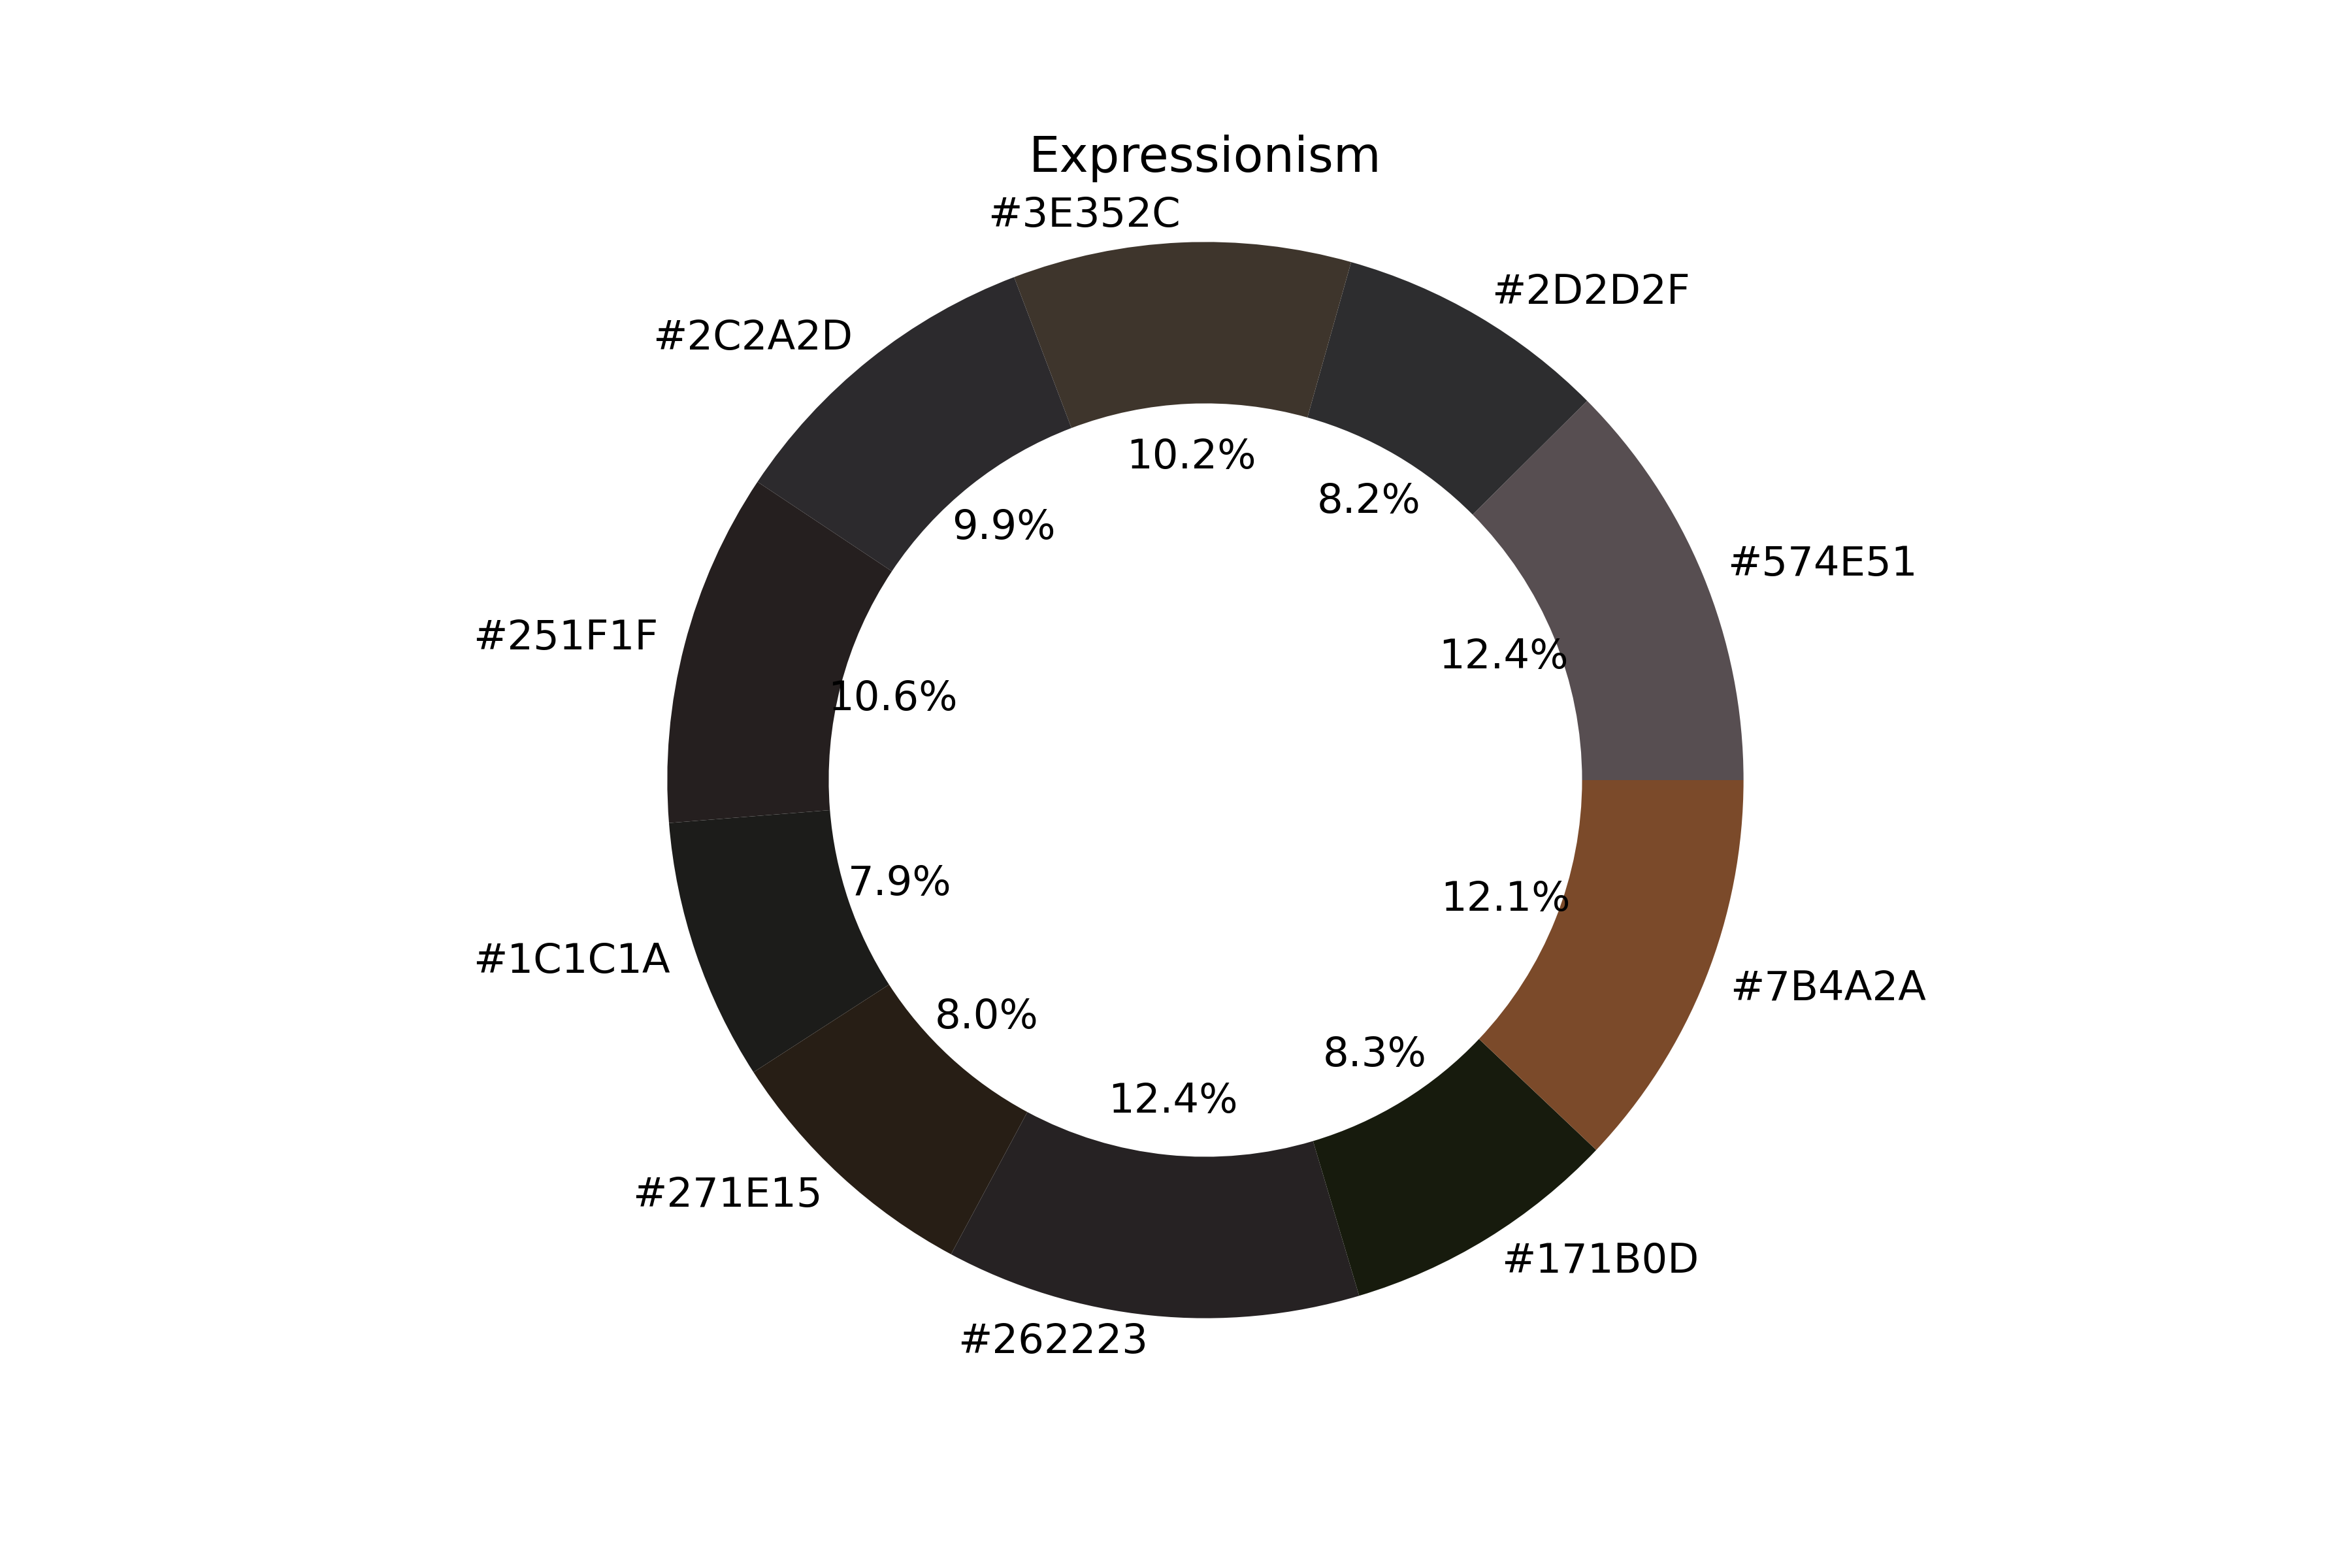 Expressionism
#3E352C
#2D2D2F
#2C2A2D
10.2%
8.2%
9.9%
#574E51
#251F1F
12.4%
10.6%
7.9%
12.1%
#1C1C1A
#7B4A2A
8.0%
8.3%
12.4%
#271E15
#171B0D
#262223